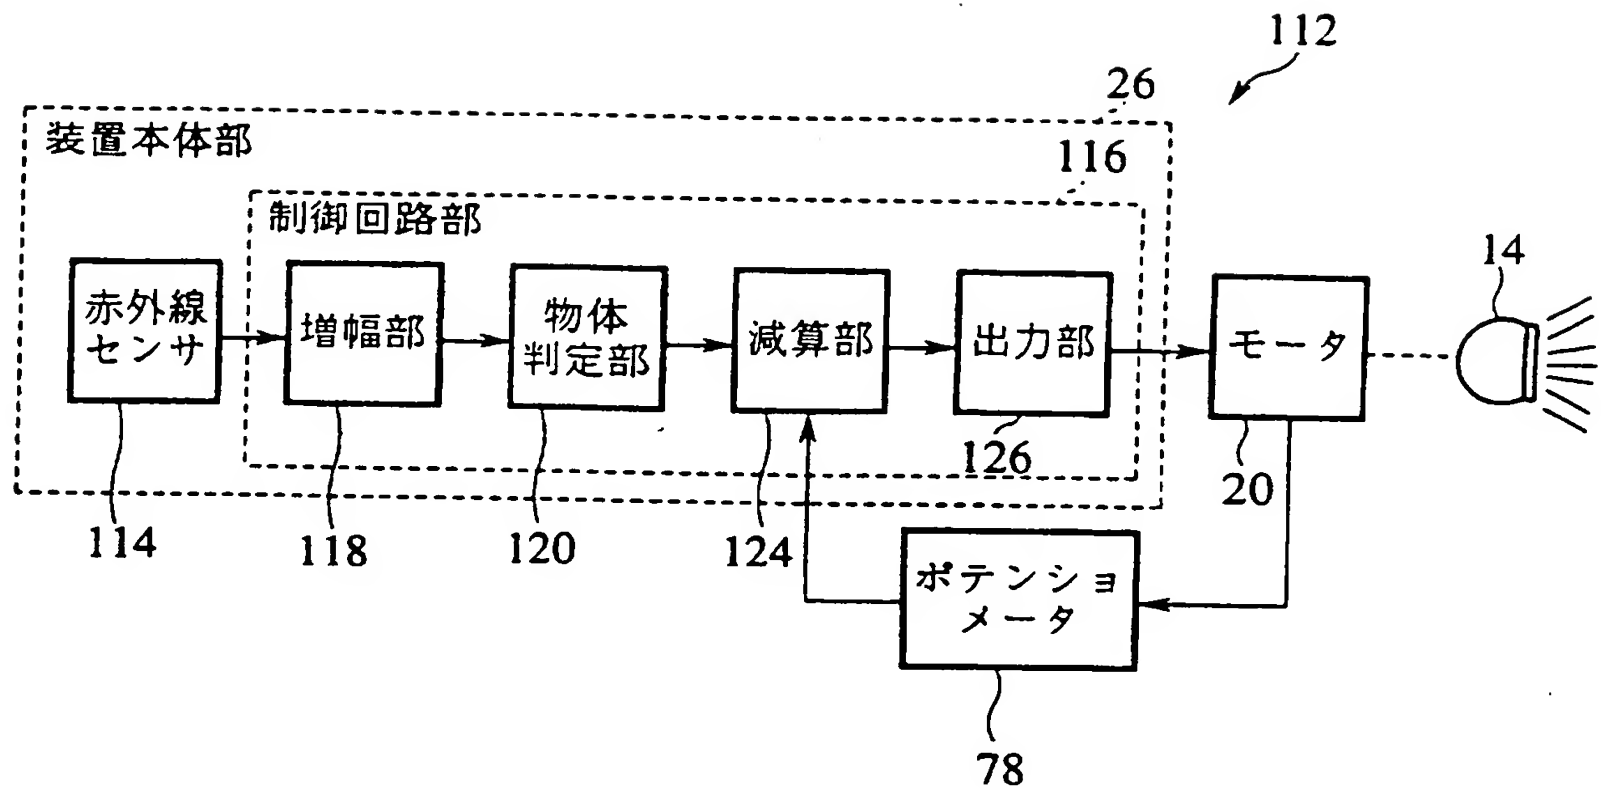 112
26
装置本体部
116
制御回路部
14
赤外線
センサ
増幅部
物体
判定部
減算部
出力部
モータ
126
20
114
118
120
124
ポテンショ
メータ
78